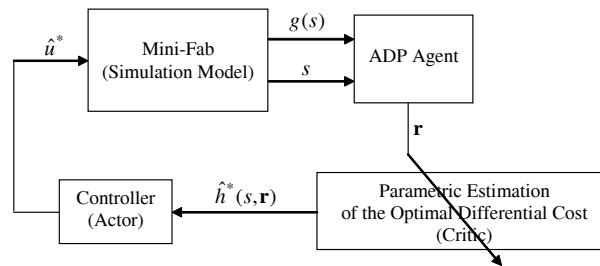 û*
Mini-Fab
(Simulation Model)
g(s)
s
ADP Agent
r
Controller
(Actor)
ĥ*(s,r)
Parametric Estimation
of the Optimal Differential Cost
(Critic)